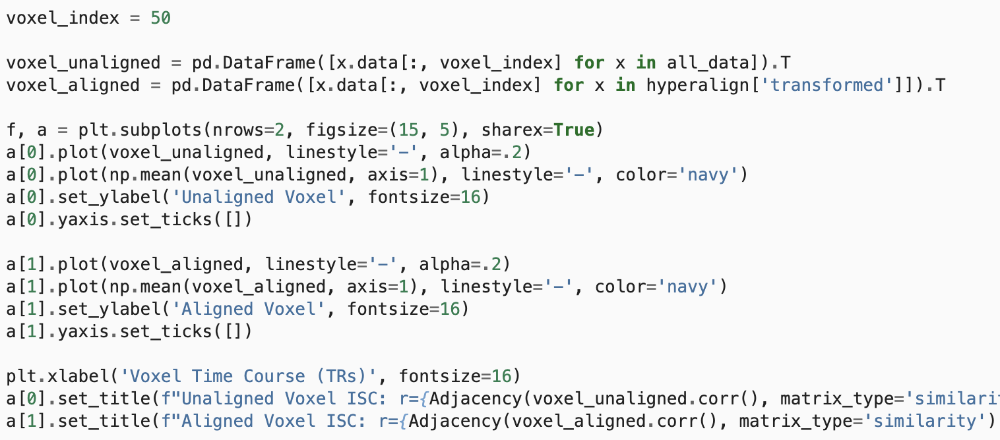 voxel_index = 50
voxel_unaligned = pd.DataFrame([x.data[:, voxel_index] for x in all_data]).T
voxel_aligned = pd.DataFrame([x.data[:, voxel_index] for x in hyperalign['transformed']]).T
f, a = plt.subplots(nrows=2, figsize=(15, 5), sharex=True)
a[0].plot(voxel_unaligned, linestyle='-', alpha=.2)
a[0].plot(np.mean(voxel_unaligned, axis=1), linestyle='-', color='navy')
a[0].set_ylabel('Unaligned Voxel', fontsize=16)
a[0].yaxis.set_ticks([])
a[1].plot(voxel_aligned, linestyle='-', alpha=.2)
a[1].plot(np.mean(voxel_aligned, axis=1), linestyle='-', color='navy')
a[1].set_ylabel('Aligned Voxel', fontsize=16)
a[1].yaxis.set_ticks([])
plt.xlabel('Voxel Time Course (TRs)', fontsize=16)
a[0].set_title(f"Unaligned Voxel ISC: r={Adjacency(voxel_unaligned.corr(), matrix_type='similari
a[1].set_title(f"Aligned Voxel ISC: r={Adjacency(voxel_aligned.corr(), matrix_type='similarity')